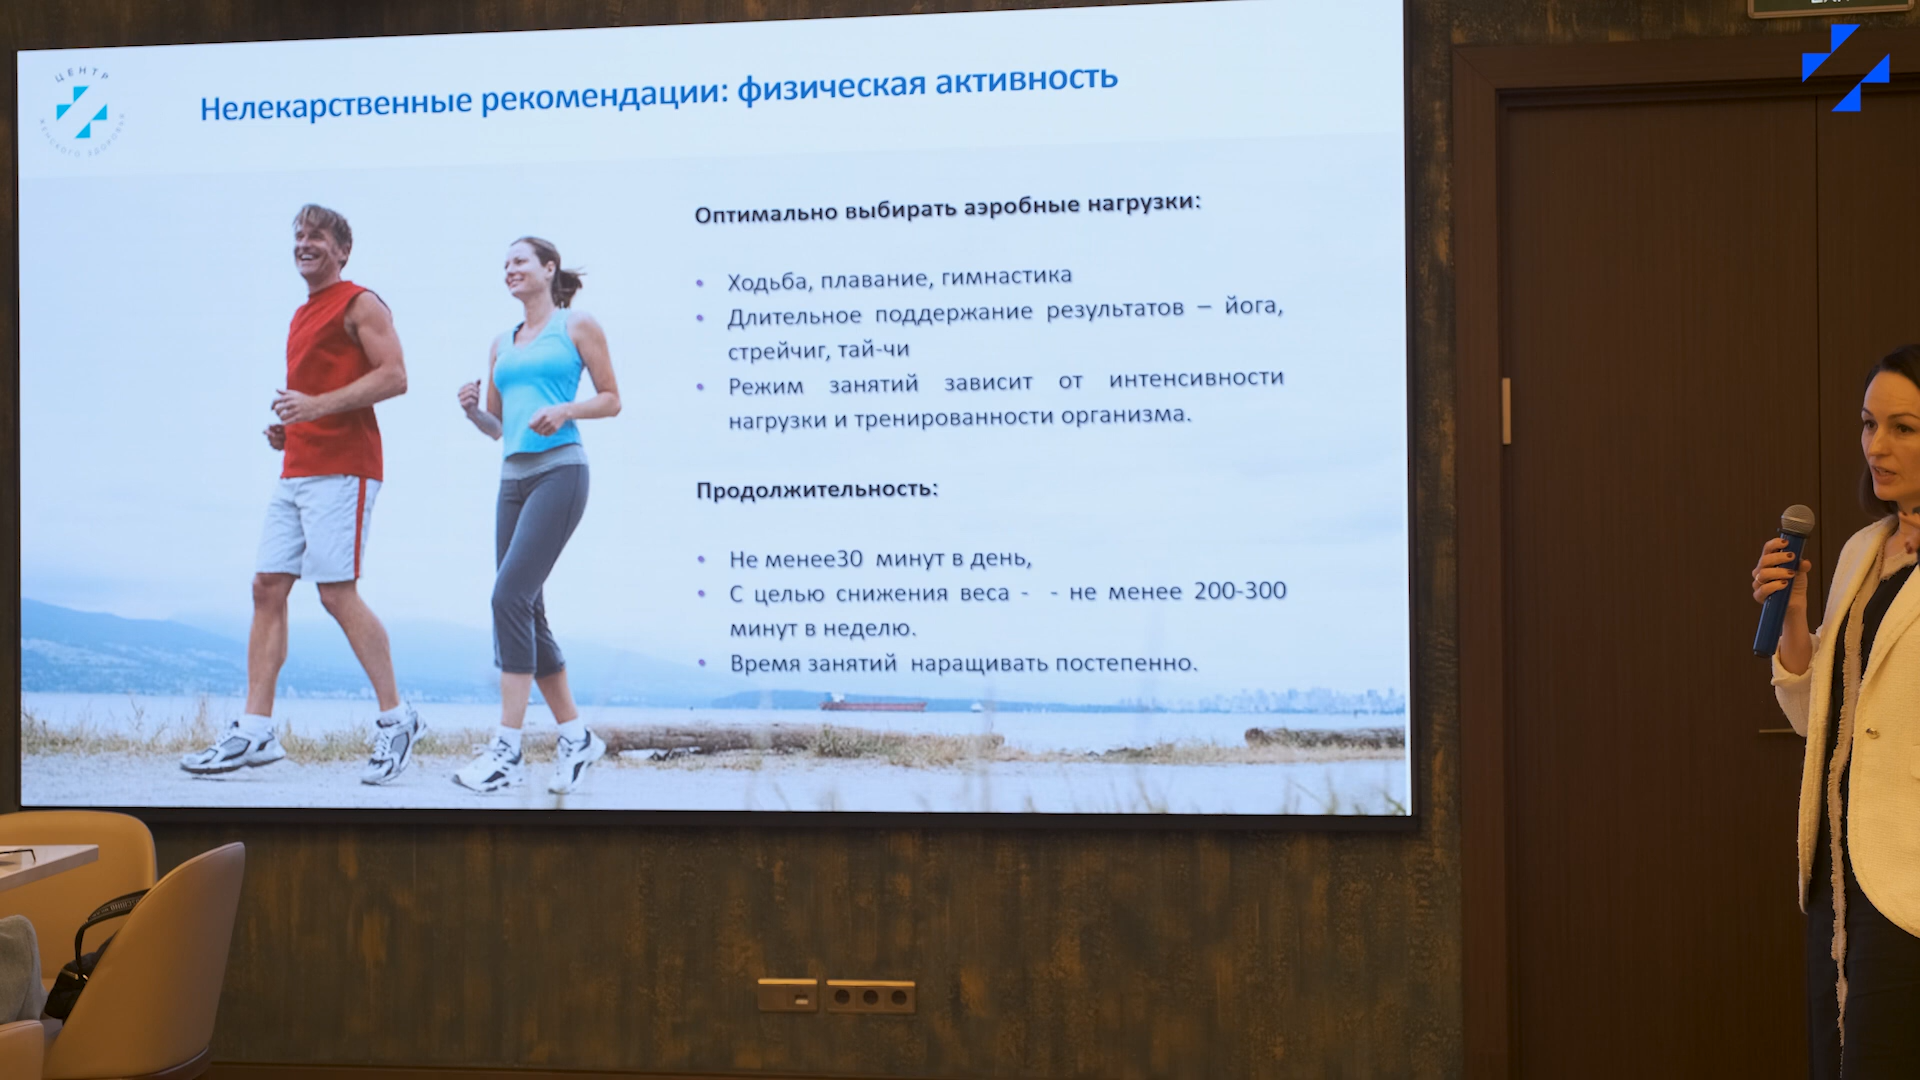 ЦЕНТР
ЖЕНСКОГО ЗДОРОВЬЯ
Нелекарственные рекомендации: физическая активность
Оптимально выбирать аэробные нагрузки:
• Ходьба, плавание, гимнастика
• Длительное поддержание результатов – йога,
стрейчиг, тай-чи
• Режим занятий зависит от интенсивности
нагрузки и тренированности организма.
Продолжительность:
• Не менее30 минут в день,
• С целью снижения веса - - не менее 200-300
минут в неделю.
• Время занятий наращивать постепенно.